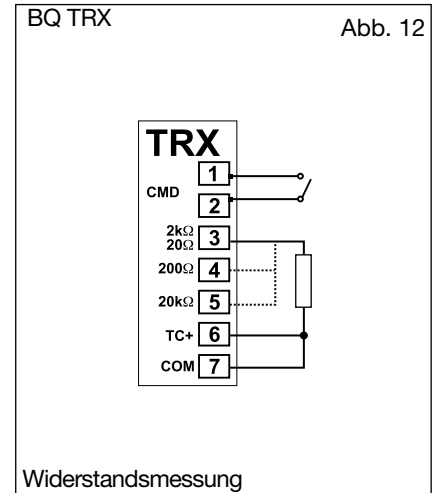 BQ TRX
Abb. 12
TRX
1
CMD
2
2kΩ
20Ω
3
200Ω 4
20kΩ 5
TC+ 6
COM 7
Widerstandsmessung